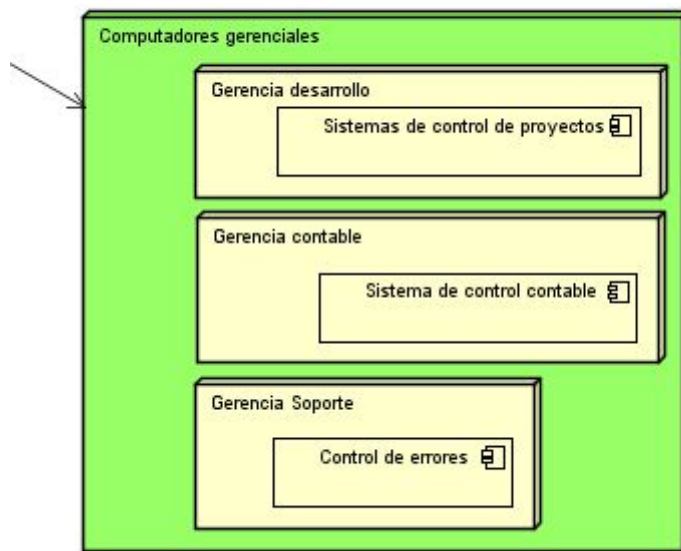 Computadores gerenciales
Gerencia desarrollo
Sistemas de control de proyectos
Gerencia contable
Sistema de control contable
Gerencia Soporte
Control de errores